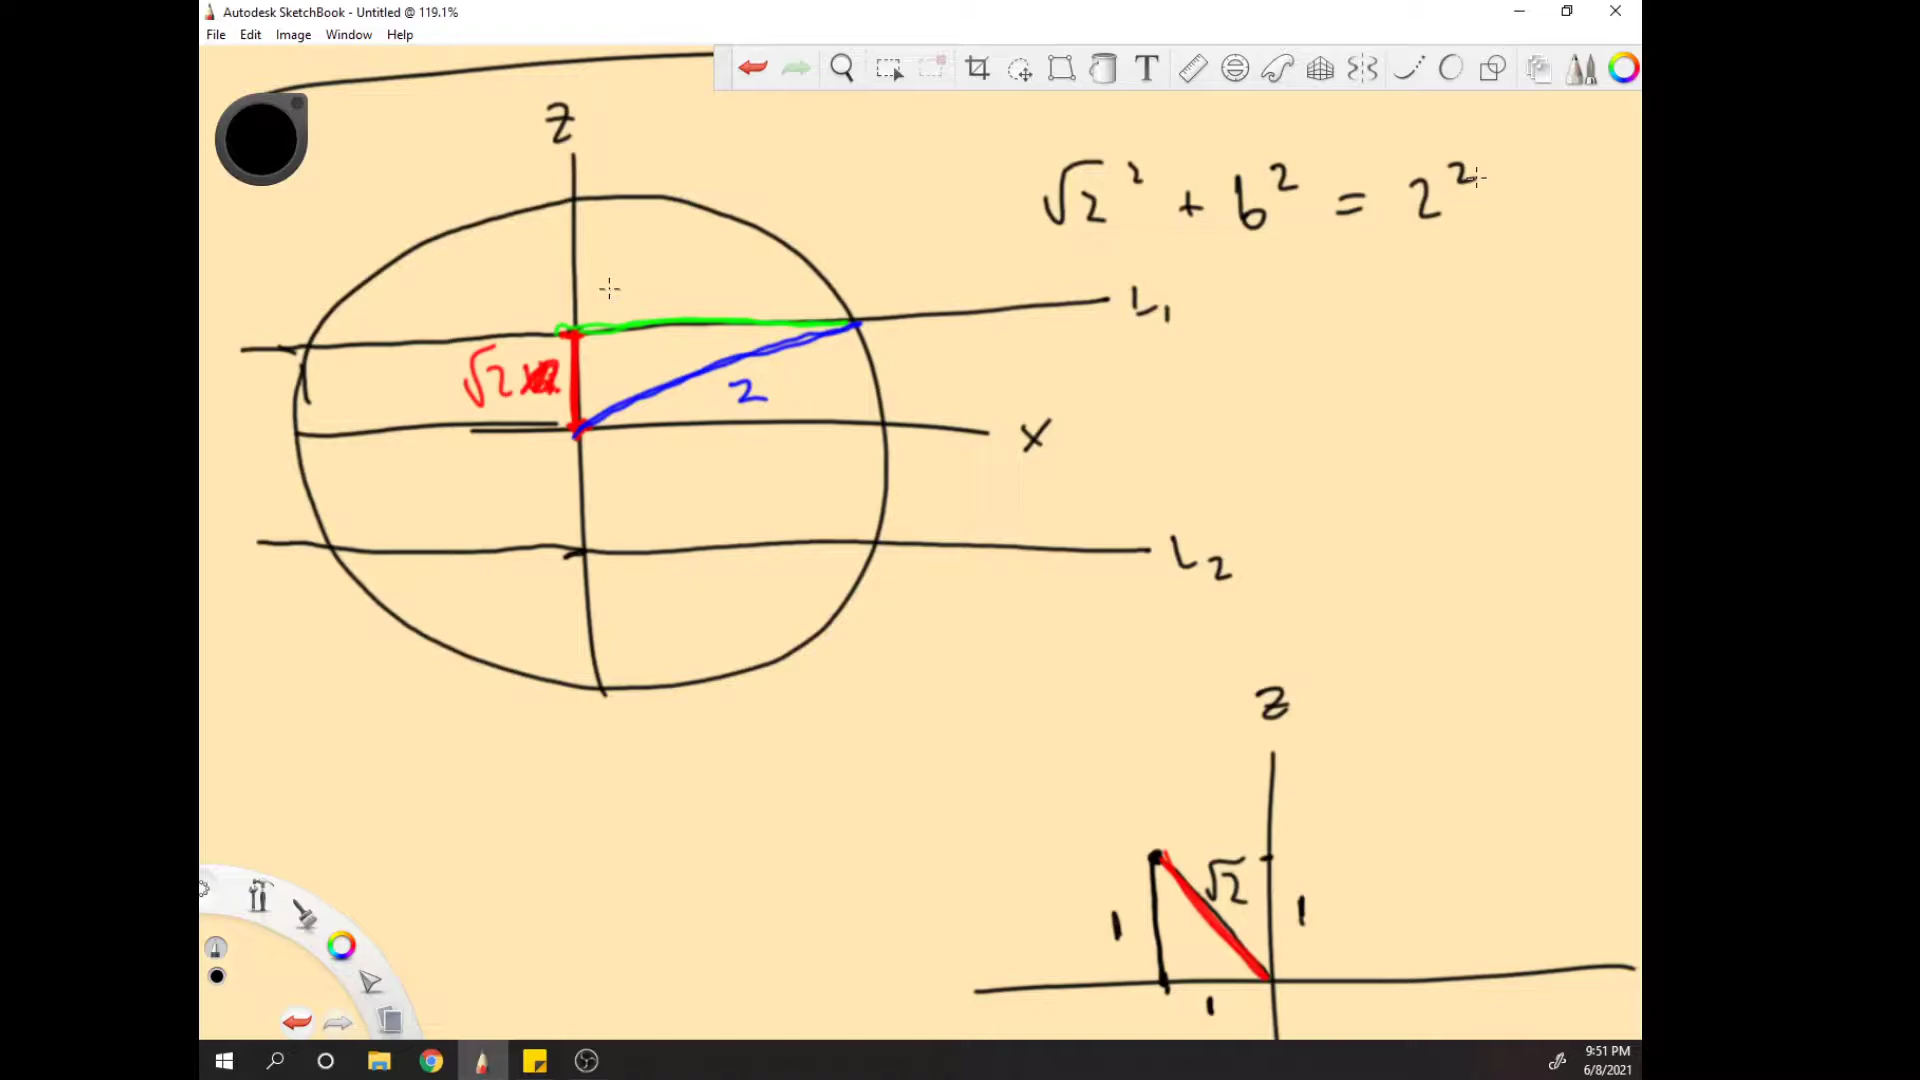 Autodesk SketchBook - Untitled @ 119.1%
File Edit Image Window Help
T
z
√2² + b² = 2²
L₁
√2
2
x
L₂
z
√2
1
1
1
9:51 PM
6/8/2021